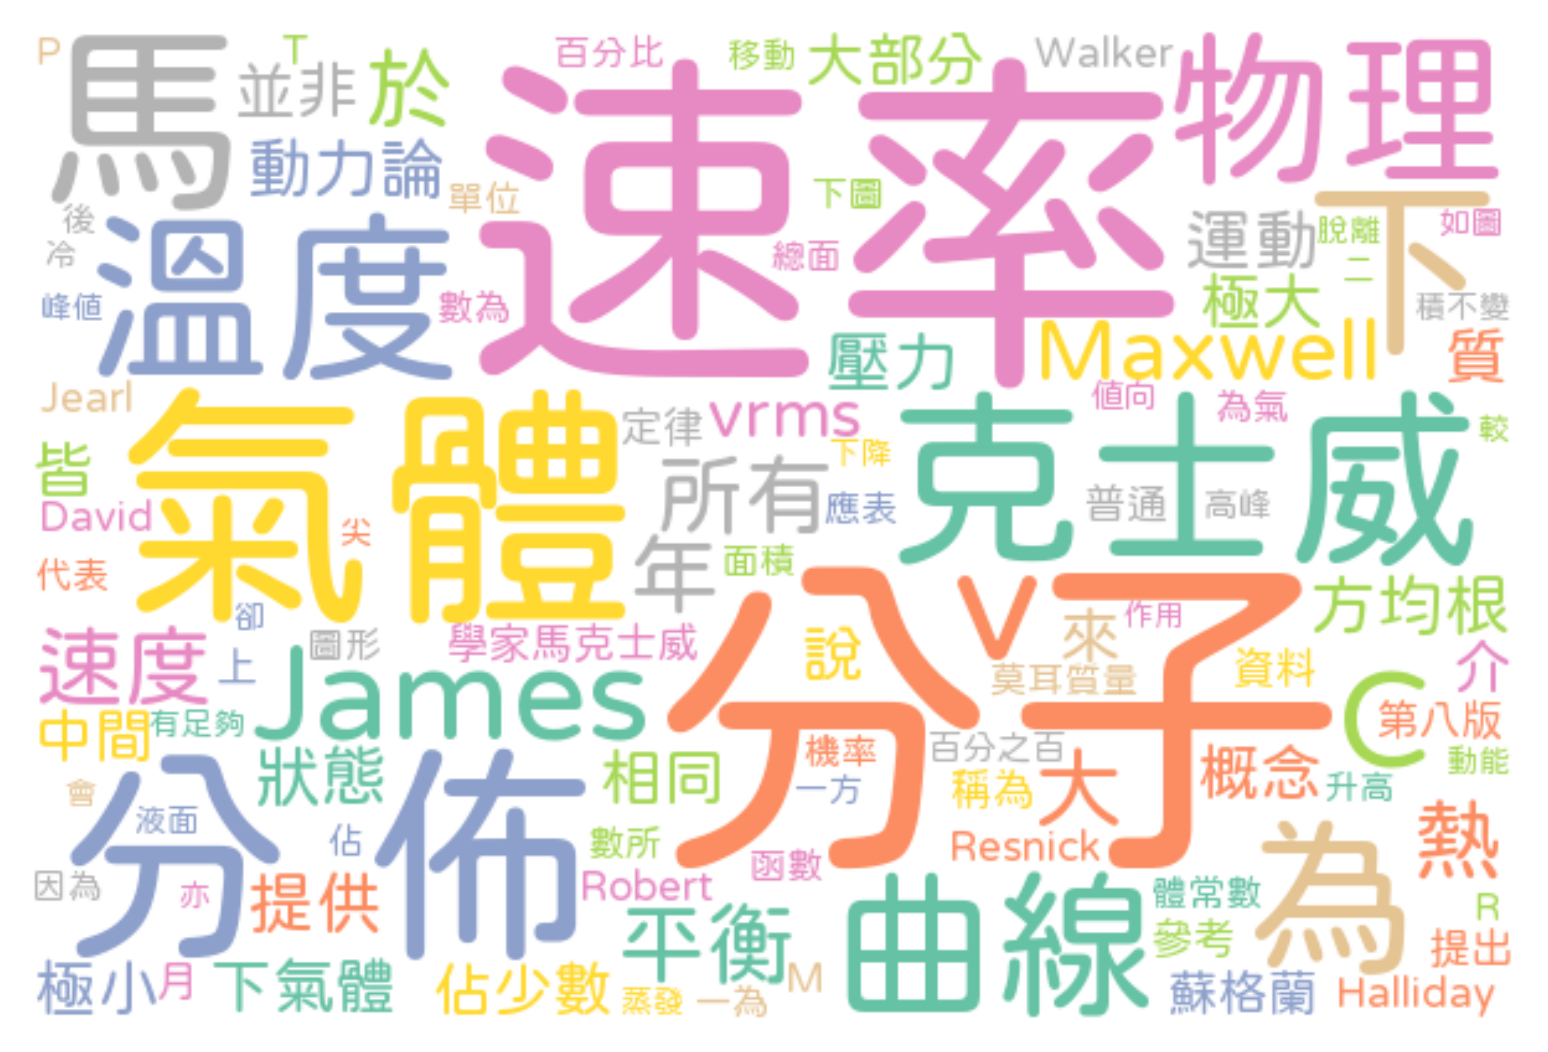 P
馬
T
並非
於
百分比
移動
大部分
Walker
物理
動力論
單位
速率
下圖
下
後
冷
溫度
總面
運動
脫離
如圖
二
峰值
數為
極大
積不變
壓力
Maxwell
質
Jearl
氣體
定律
vrms
下降
克士威
值向
為氣
較
皆
所有
應表
普通
高峰
David
尖
代表
年
面積
分子
v
作用
方均根
卻
圖形
學家馬克士威
說
來
速度
上
James
莫耳質量
資料
介
中間
有足夠
C
第八版
狀態
相同
機率
百分之百
大
概念
動能
會
分佈
一方
稱為
升高
液面
佔
數所
函數
Resnick
為
熱
因為
亦
提供
Robert
平衡
曲線
體常數
參考
R
提出
極小
月
下氣體
佔少數
蒸發
一為
M
蘇格蘭
Halliday